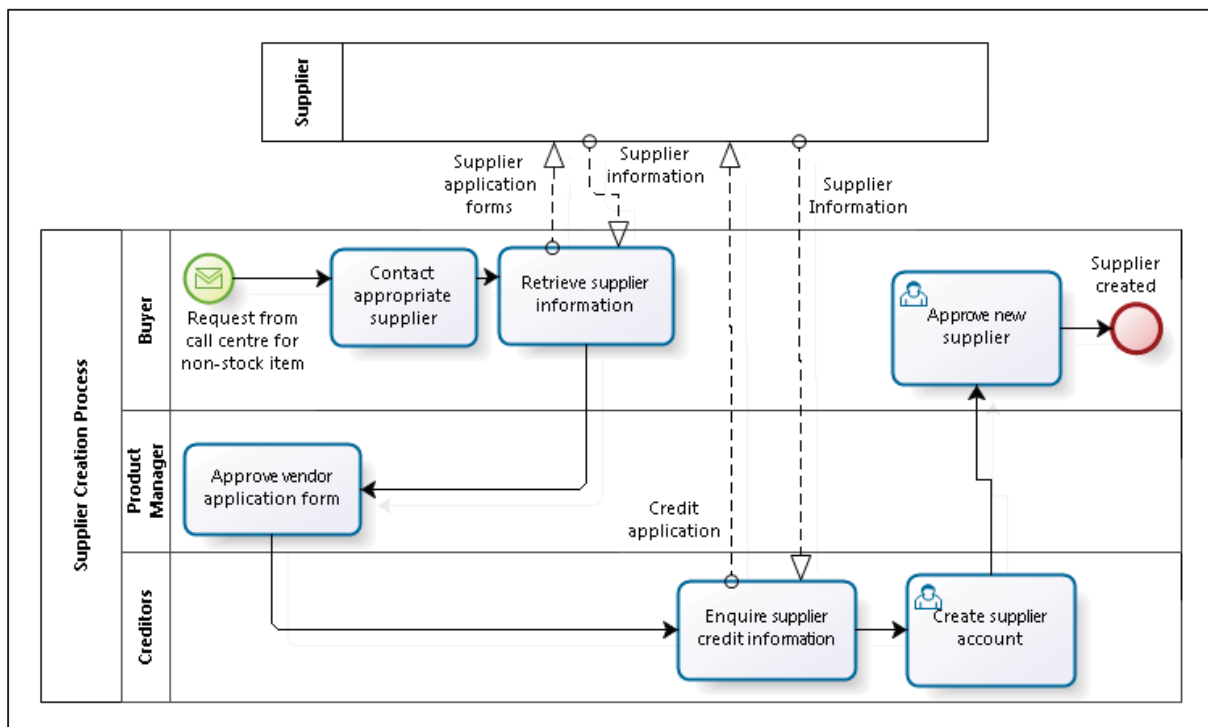 Supplier
Supplier
application
forms
Supplier
information
Supplier
Information
Supplier Creation Process
Buyer
Request from
call centre for
non-stock item
Contact
appropriate
supplier
Retrieve supplier
information
Approve new
supplier
Supplier
created
Product
Manager
Approve vendor
application form
Credit
application
Creditors
Enquire supplier
credit information
Create supplier
account